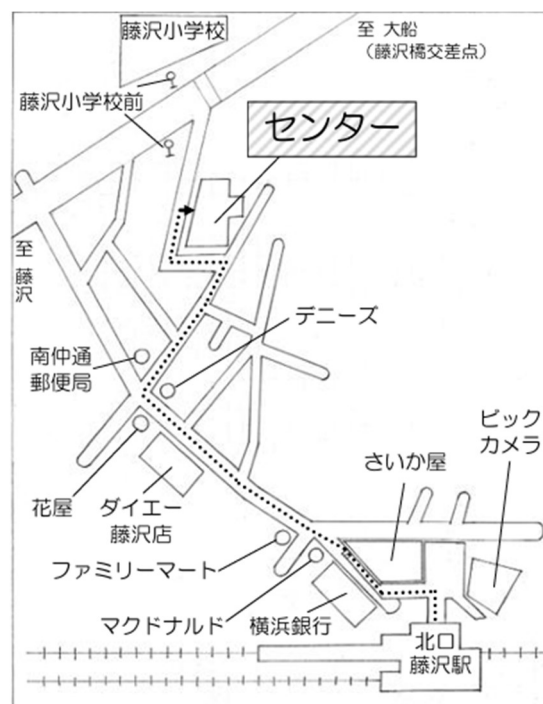 藤沢小学校
至 大船
(藤沢橋交差点)
藤沢小学校前
センター
至 藤沢
デニーズ
南仲通
郵便局
ビック
カメラ
さいか屋
花屋
ダイエー
藤沢店
ファミリーマート
マクドナルド
横浜銀行
北口
藤沢駅